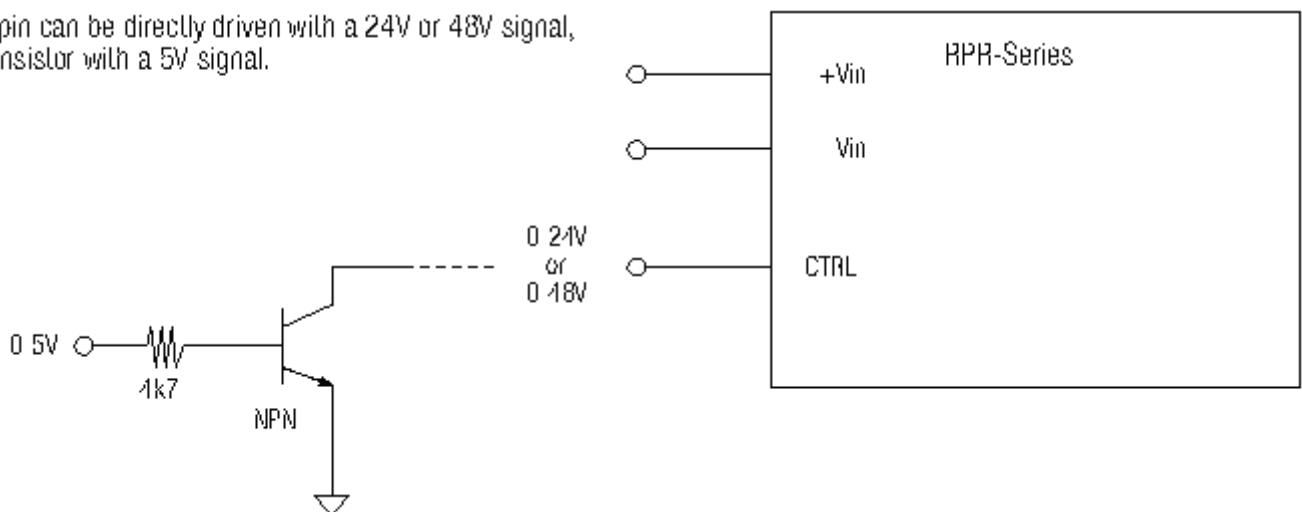 pin can be directly driven with a 24V or 48V signal,
nsistor with a 5V signal.
RPR-Series
+Vin
Vin
0 24V
or
0 48V
CTRL
0 5V
4k7
NPN